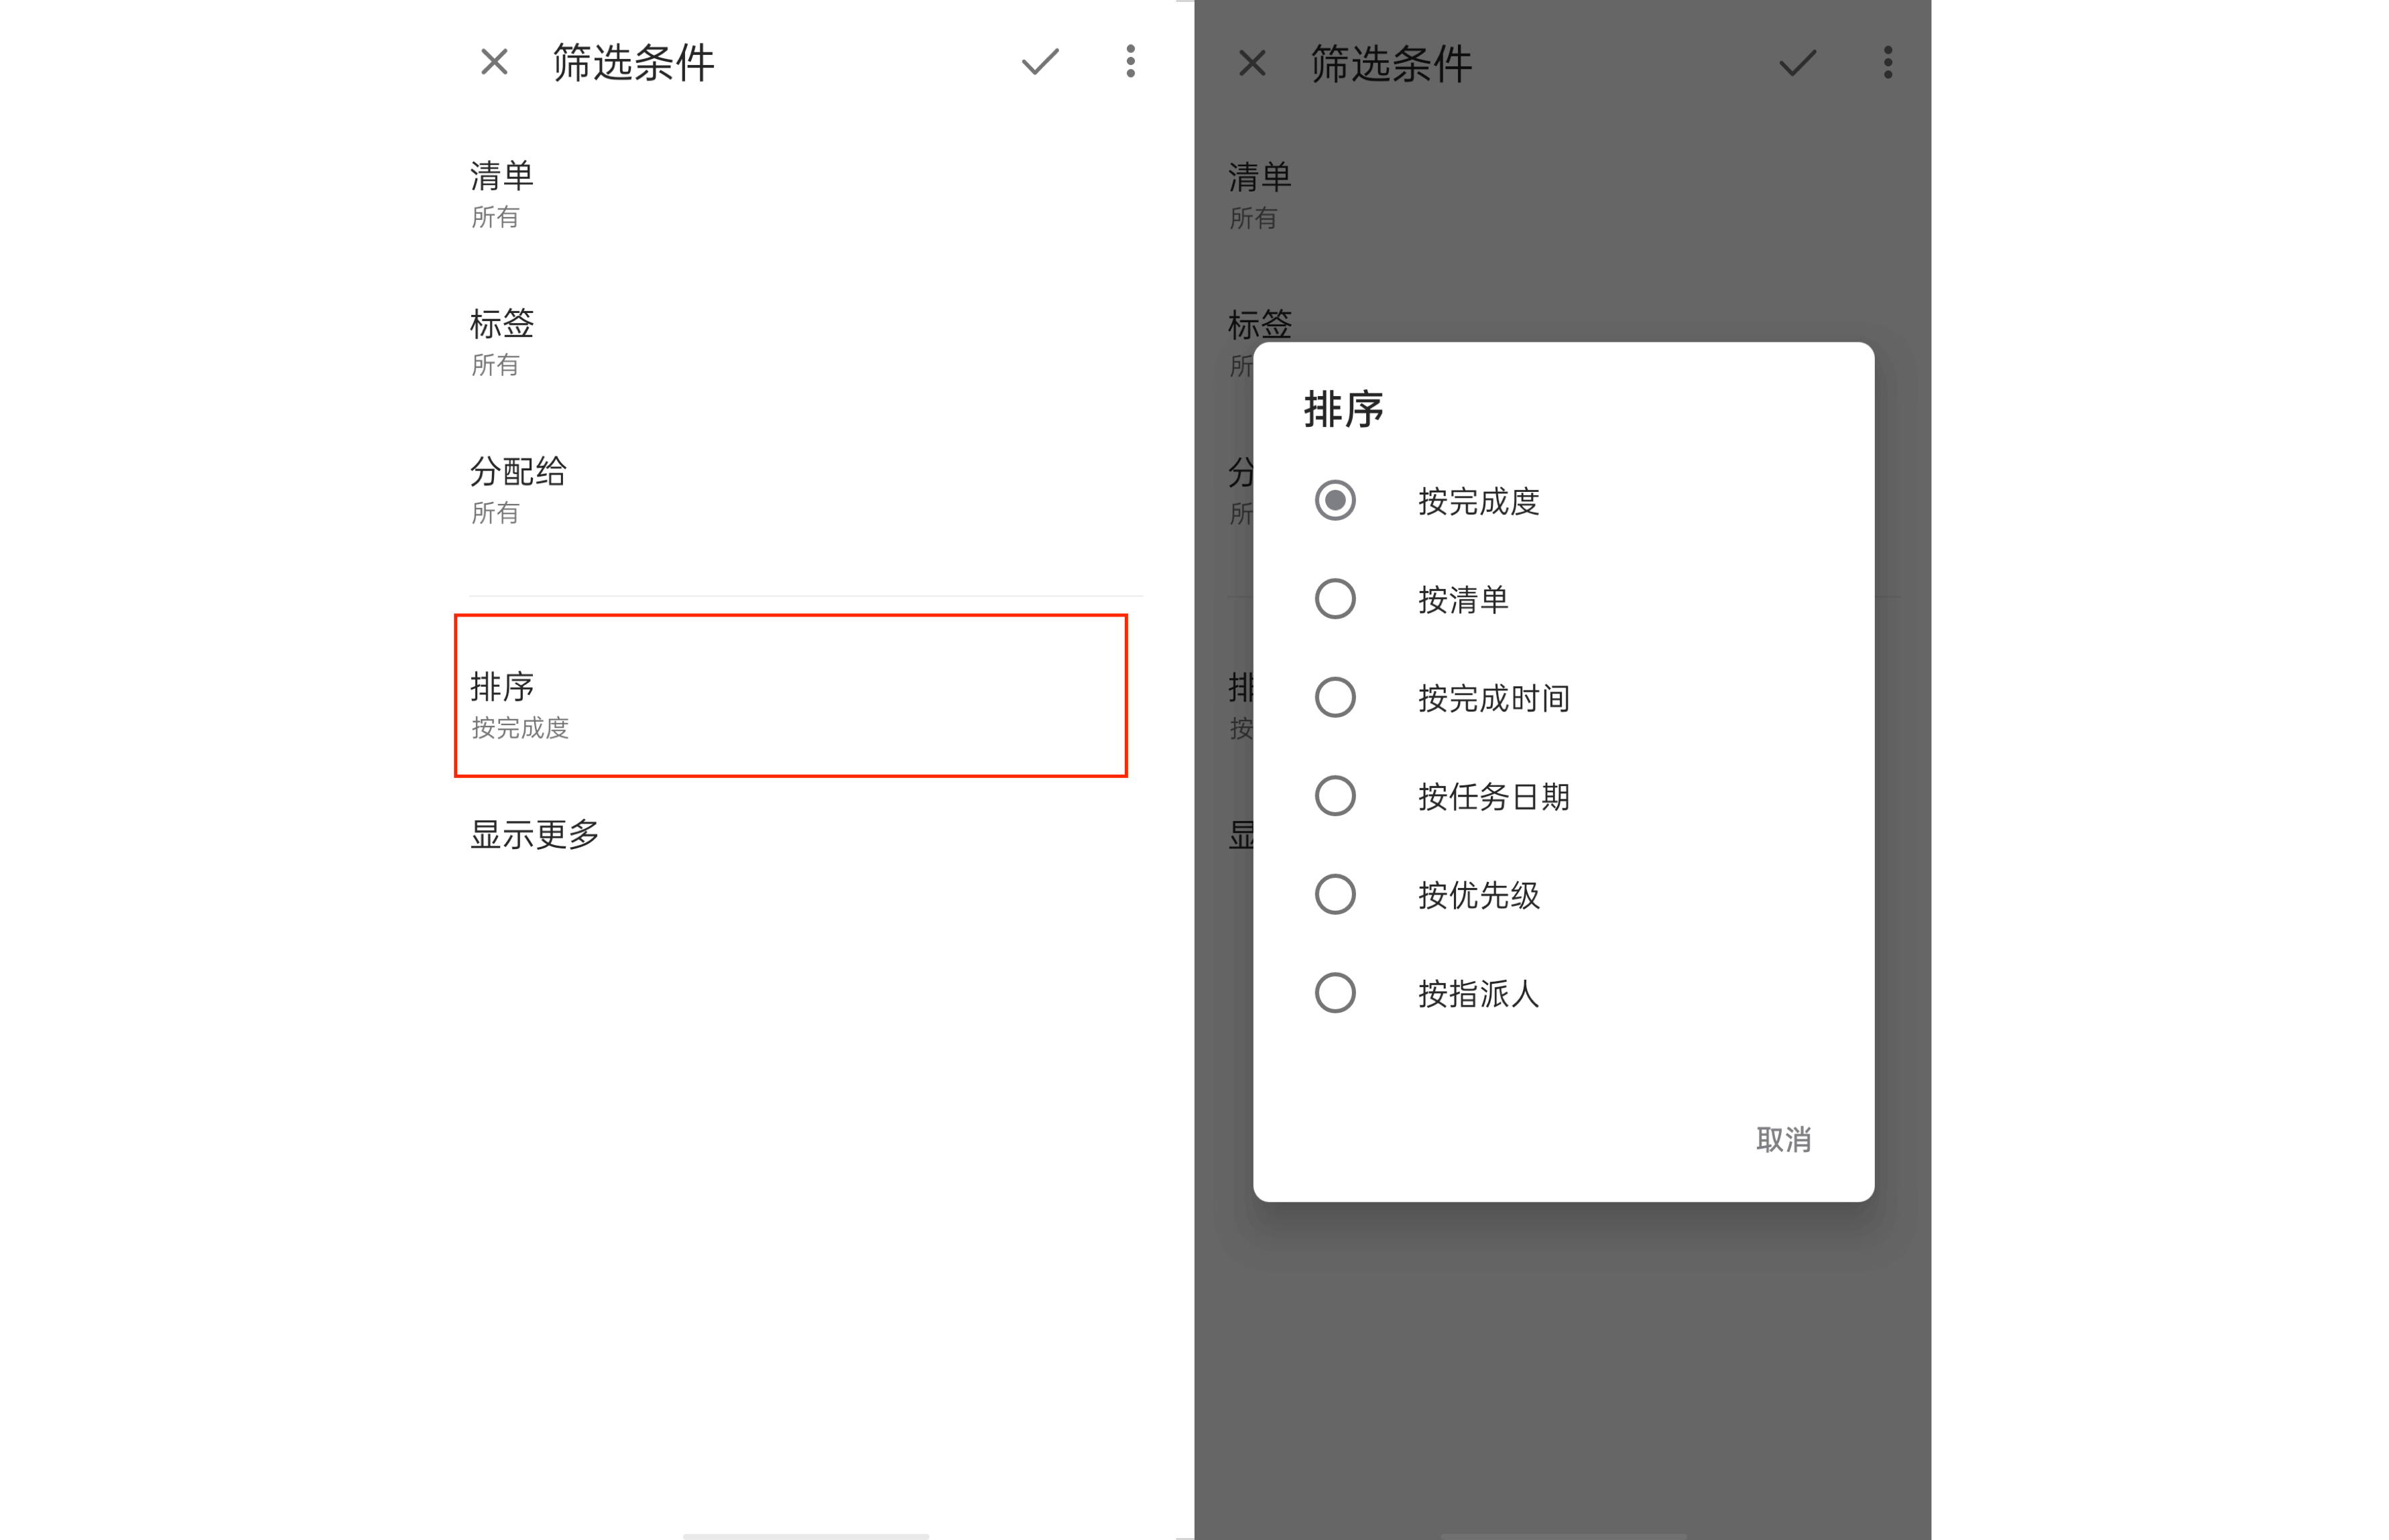 筛选条件
清单
所有
标签
所有
分配给
所有
排序
按完成度
显示更多
筛选条件
清单
所有
标签
所
分
所
排
按
显
排序
按完成度
按清单
按完成时间
按任务日期
按优先级
按指派人
取消